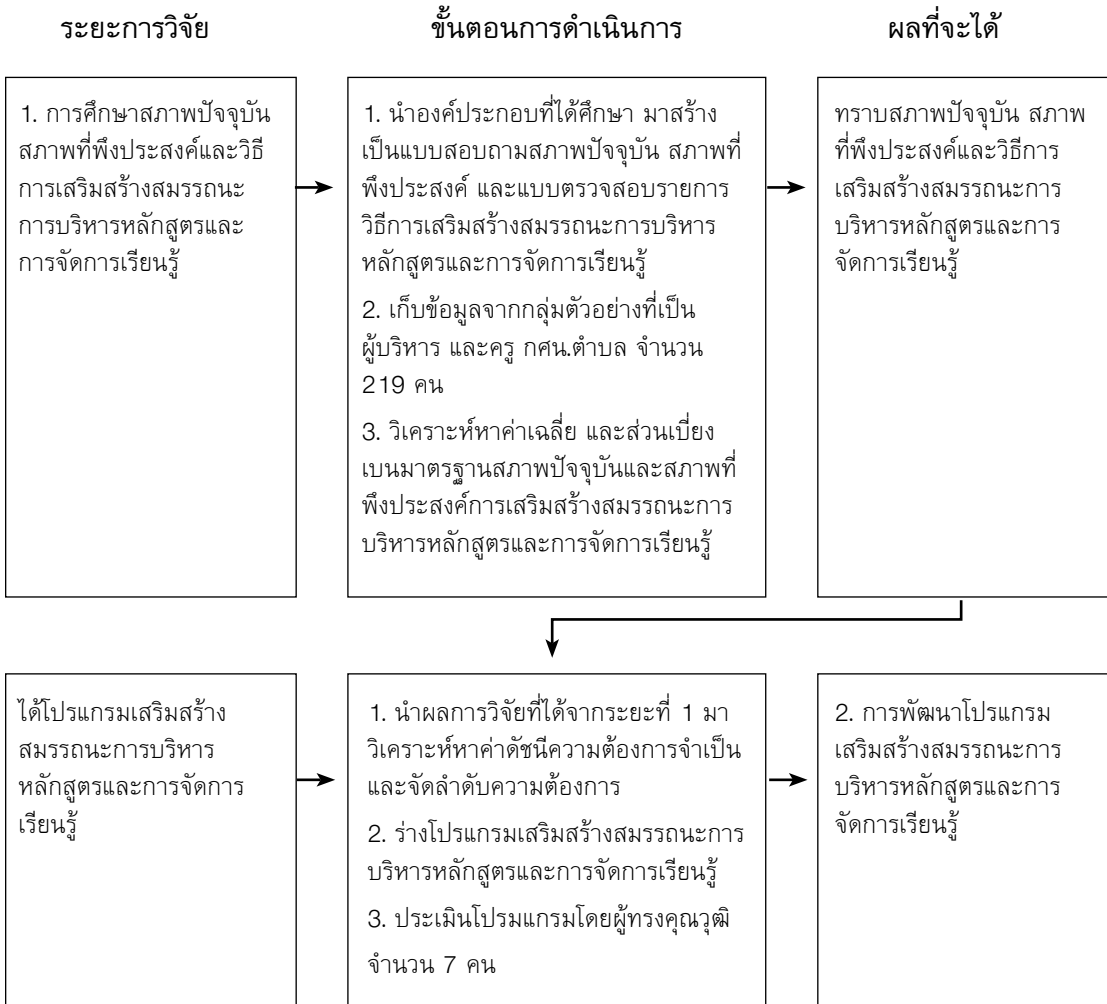 ระยะการวิจัย
ขั้นตอนการดำเนินการ
ผลที่จะได้
1. การศึกษาสภาพปัจจุบัน
สภาพที่พึงประสงค์และวิธี
การเสริมสร้างสมรรถนะ
การบริหารหลักสูตรและ
การจัดการเรียนรู้
1. นำองค์ประกอบที่ได้ศึกษา มาสร้าง
เป็นแบบสอบถามสภาพปัจจุบัน สภาพที่
พึงประสงค์ และแบบตรวจสอบรายการ
วิธีการเสริมสร้างสมรรถนะการบริหาร
หลักสูตรและการจัดการเรียนรู้
2. เก็บข้อมูลจากกลุ่มตัวอย่างที่เป็น
ผู้บริหาร และครู กศน.ตำบล จำนวน
219 คน
3. วิเคราะห์หาค่าเฉลี่ย และส่วนเบี่ยง
เบนมาตรฐานสภาพปัจจุบันและสภาพที่
พึงประสงค์การเสริมสร้างสมรรถนะการ
บริหารหลักสูตรและการจัดการเรียนรู้
ทราบสภาพปัจจุบัน สภาพ
ที่พึงประสงค์และวิธีการ
เสริมสร้างสมรรถนะการ
บริหารหลักสูตรและการ
จัดการเรียนรู้
ได้โปรแกรมเสริมสร้าง
สมรรถนะการบริหาร
หลักสูตรและการจัดการ
เรียนรู้
1. นำผลการวิจัยที่ได้จากระยะที่ 1 มา
วิเคราะห์หาค่าดัชนีความต้องการจำเป็น
และจัดลำดับความต้องการ
2. ร่างโปรแกรมเสริมสร้างสมรรถนะการ
บริหารหลักสูตรและการจัดการเรียนรู้
3. ประเมินโปรมแกรมโดยผู้ทรงคุณวุฒิ
จำนวน 7 คน
2. การพัฒนาโปรแกรม
เสริมสร้างสมรรถนะการ
บริหารหลักสูตรและการ
จัดการเรียนรู้